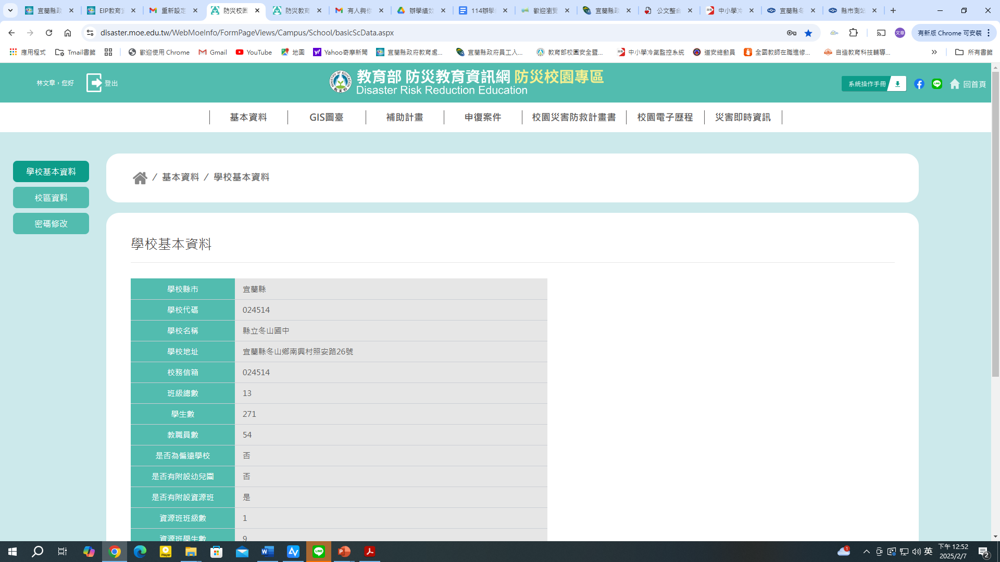 宜蘭縣政
EIP教育
重新設定
防災校園
防災教育
有人與你
辦學績效
114辦學
歡迎瀏覽
宜蘭縣政
公文整合
中小學冷
宜蘭縣冬
縣市測站
disaster.moe.edu.tw/WebMoeInfo/FormPageViews/Campus/School/basicScData.aspx
文章
有新版 Chrome 可安裝
應用程式
Tmail書籤
歡迎使用 Chrome
Gmail
YouTube
地圖
Yahoo奇摩新聞
宜蘭縣政府教育處...
宜蘭縣政府員工入...
教育部校園安全暨...
中小學冷氣監控系統
道安總動員
全國教師在職進修...
自造教育科技輔導...
所有書籤
林文章，您好
登出
教育部 防災教育資訊網 防災校園專區
Disaster Risk Reduction Education
系統操作手冊
回首頁
基本資料
GIS圖臺
補助計畫
申復案件
校園災害防救計畫書
校園電子歷程
災害即時資訊
學校基本資料
校區資料
密碼修改
/ 基本資料 / 學校基本資料
學校基本資料
學校縣市 宜蘭縣
學校代碼 024514
學校名稱 縣立冬山國中
學校地址 宜蘭縣冬山鄉南興村照安路26號
校務信箱 024514
班級總數 13
學生數 271
教職員數 54
是否為偏遠學校 否
是否有附設幼兒園 否
是否有附設資源班 是
資源班班級數 1
資源班學生數 9
英
下午 12:52
2025/2/7